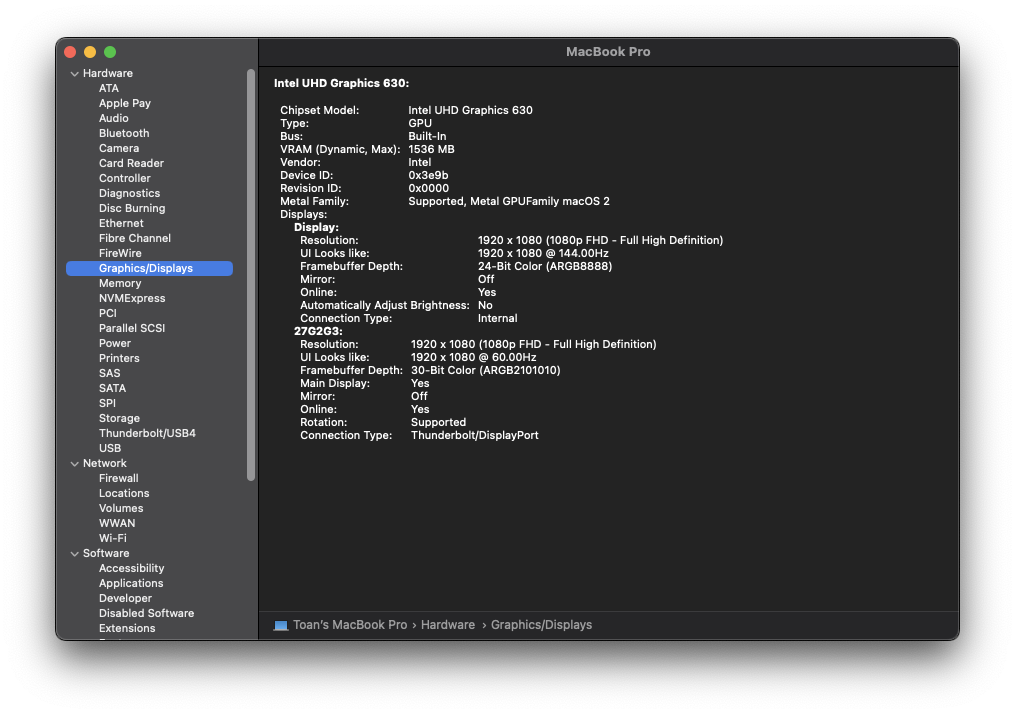 MacBook Pro
Hardware
ATA
Apple Pay
Audio
Bluetooth
Camera
Card Reader
Controller
Diagnostics
Disc Burning
Ethernet
Fibre Channel
FireWire
Graphics/Displays
Memory
NVMExpress
PCI
Parallel SCSI
Power
Printers
SAS
SATA
SPI
Storage
Thunderbolt/USB4
USB
Network
Firewall
Locations
Volumes
WWAN
Wi-Fi
Software
Accessibility
Applications
Developer
Disabled Software
Extensions
Intel UHD Graphics 630:
Chipset Model: Intel UHD Graphics 630
Type: GPU
Bus: Built-In
VRAM (Dynamic, Max): 1536 MB
Vendor: Intel
Device ID: 0x3e9b
Revision ID: 0x0000
Metal Family: Supported, Metal GPUFamily macOS 2
Displays:
Display:
Resolution: 1920 x 1080 (1080p FHD - Full High Definition)
UI Looks like: 1920 x 1080 @ 144.00Hz
Framebuffer Depth: 24-Bit Color (ARGB8888)
Mirror: Off
Online: Yes
Automatically Adjust Brightness: No
Connection Type: Internal
27G2G3:
Resolution: 1920 x 1080 (1080p FHD - Full High Definition)
UI Looks like: 1920 x 1080 @ 60.00Hz
Framebuffer Depth: 30-Bit Color (ARGB2101010)
Main Display: Yes
Mirror: Off
Online: Yes
Rotation: Supported
Connection Type: Thunderbolt/DisplayPort
Toan's MacBook Pro › Hardware › Graphics/Displays